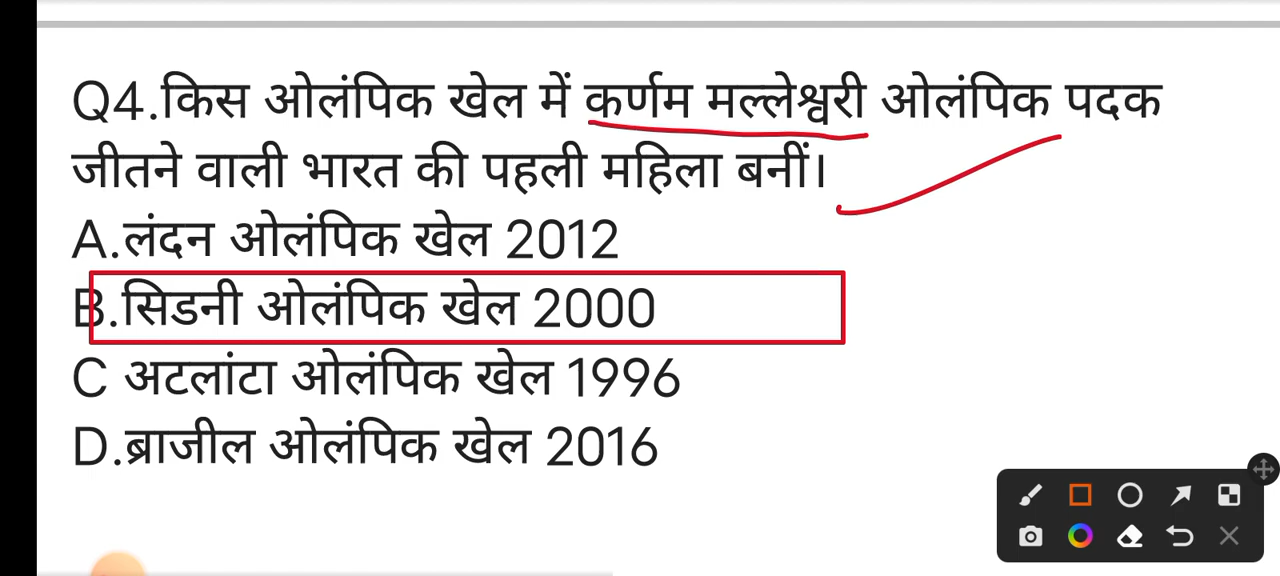 Q4.किस ओलंपिक खेल में कर्णम मल्लेश्वरी ओलंपिक पदक
जीतने वाली भारत की पहली महिला बनीं।
A.लंदन ओलंपिक खेल 2012
B.सिडनी ओलंपिक खेल 2000
C अटलांटा ओलंपिक खेल 1996
D.ब्राजील ओलंपिक खेल 2016